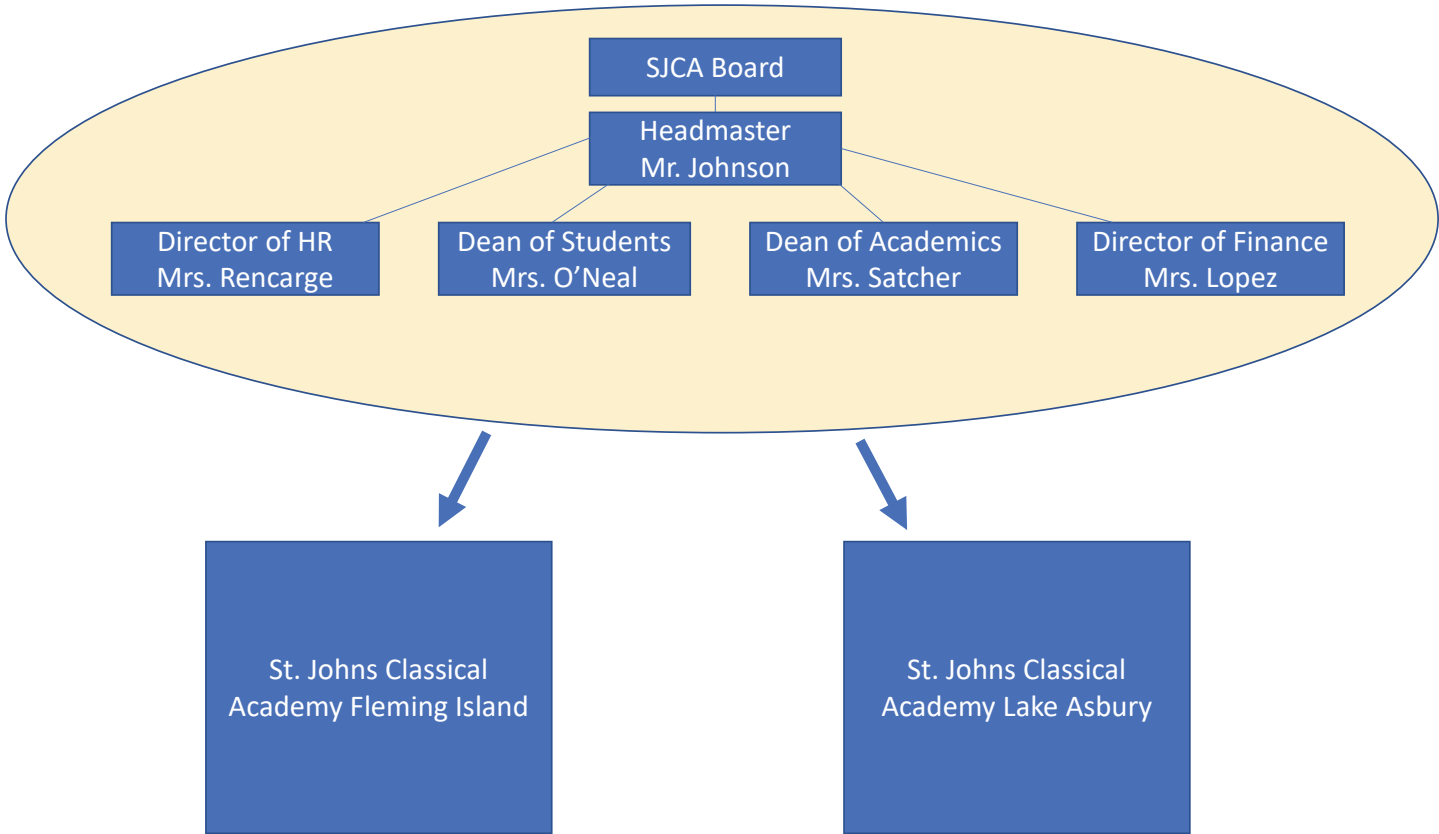 SJCA Board
Headmaster
Mr. Johnson
Director of HR
Mrs. Rencarge
Dean of Students
Mrs. O’Neal
Dean of Academics
Mrs. Satcher
Director of Finance
Mrs. Lopez
St. Johns Classical
Academy Fleming Island
St. Johns Classical
Academy Lake Asbury